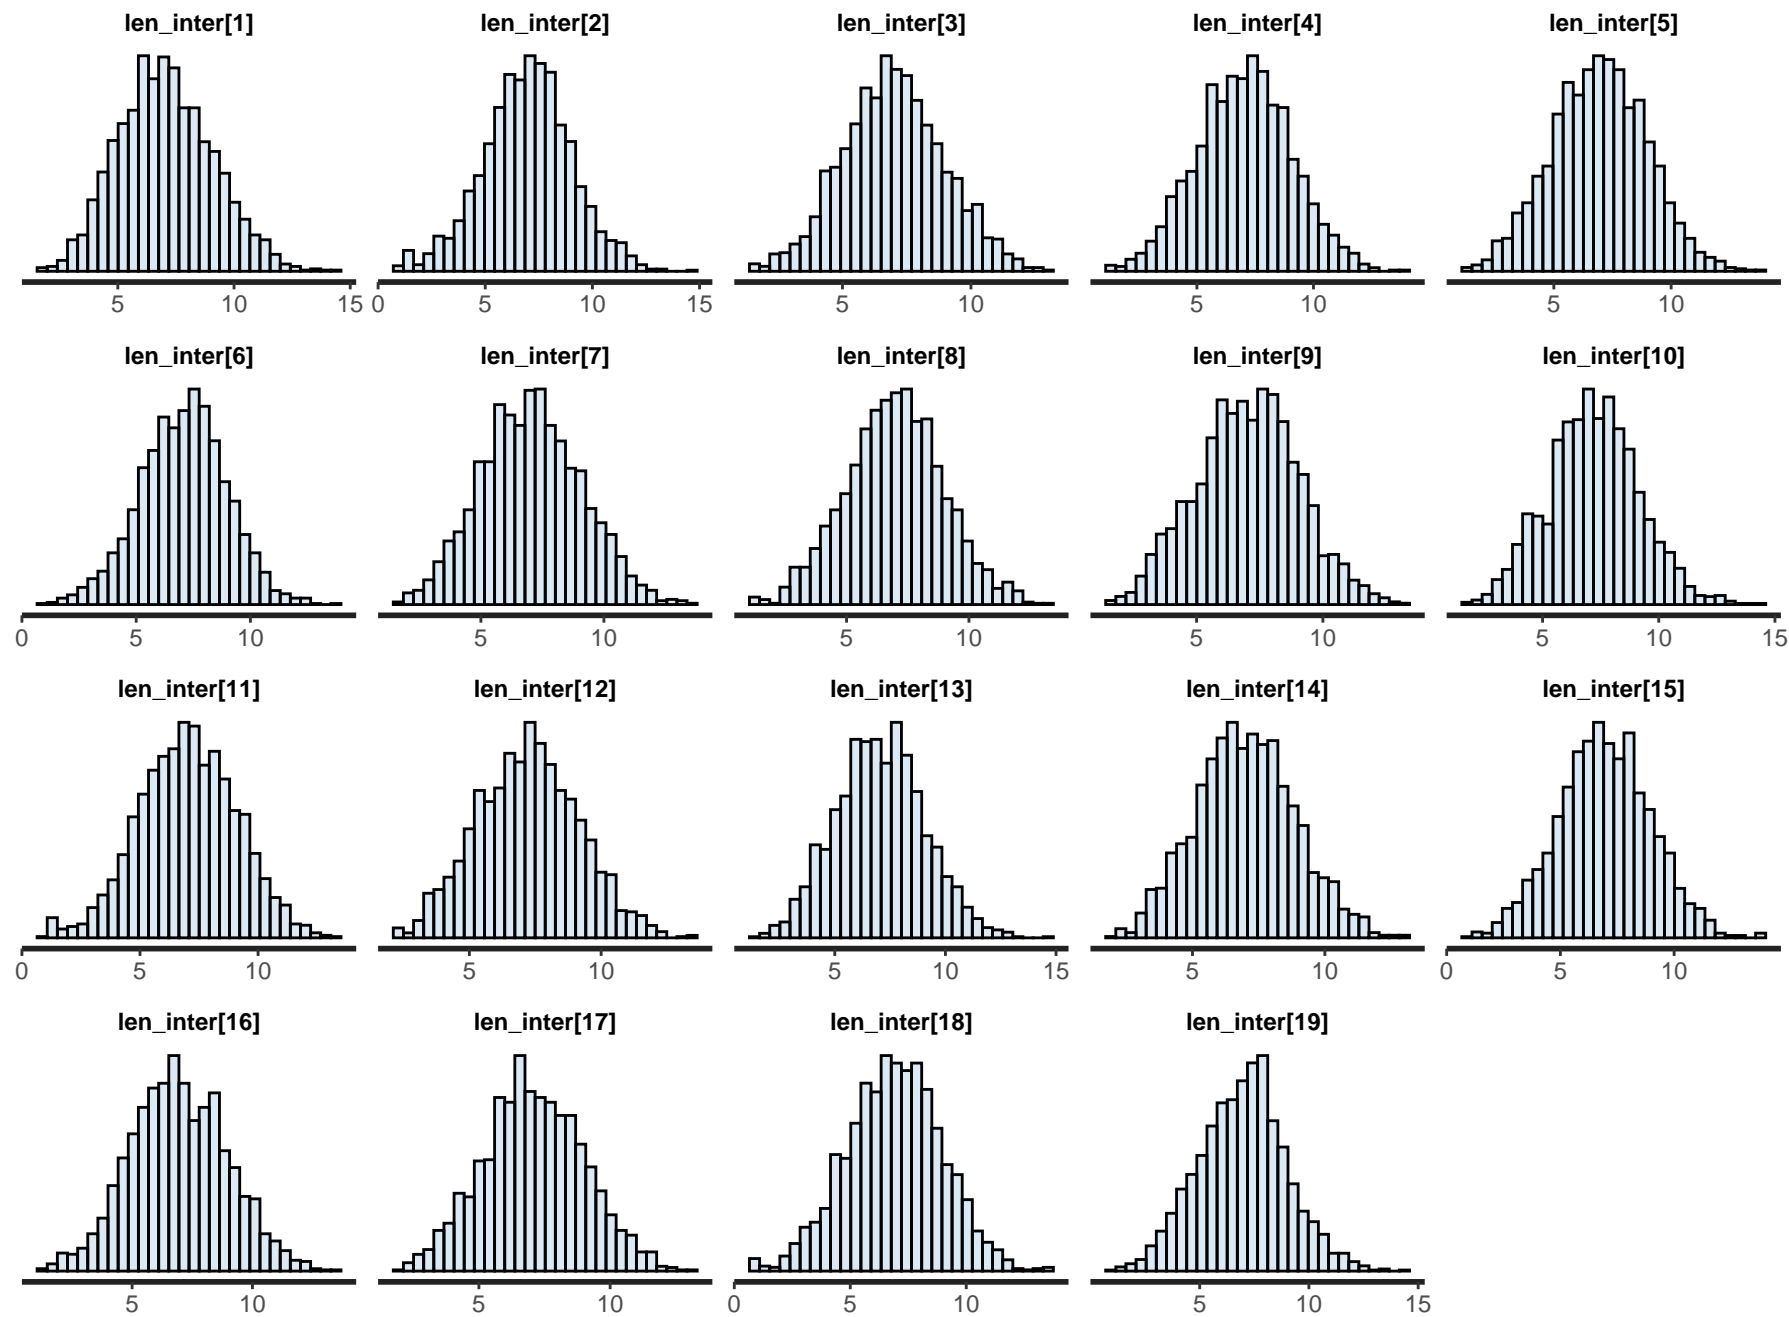 len_inter[1] len_inter[2] len_inter[3] len_inter[4] len_inter[5]
5 10 15 0 5 10 15 5 10 5 10 5 10
len_inter[6] len_inter[7] len_inter[8] len_inter[9] len_inter[10]
0 5 10 5 10 5 10 5 10 5 10 15
len_inter[11] len_inter[12] len_inter[13] len_inter[14] len_inter[15]
0 5 10 5 10 5 10 15 5 10 0 5 10
len_inter[16] len_inter[17] len_inter[18] len_inter[19]
5 10 5 10 0 5 10 5 10 15